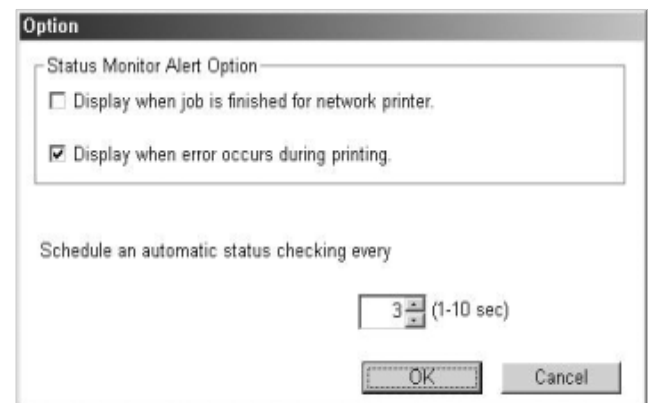 Option
Status Monitor Alert Option
Display when job is finished for network printer.
Display when error occurs during printing.
Schedule an automatic status checking every
3 (1-10 sec)
OK Cancel